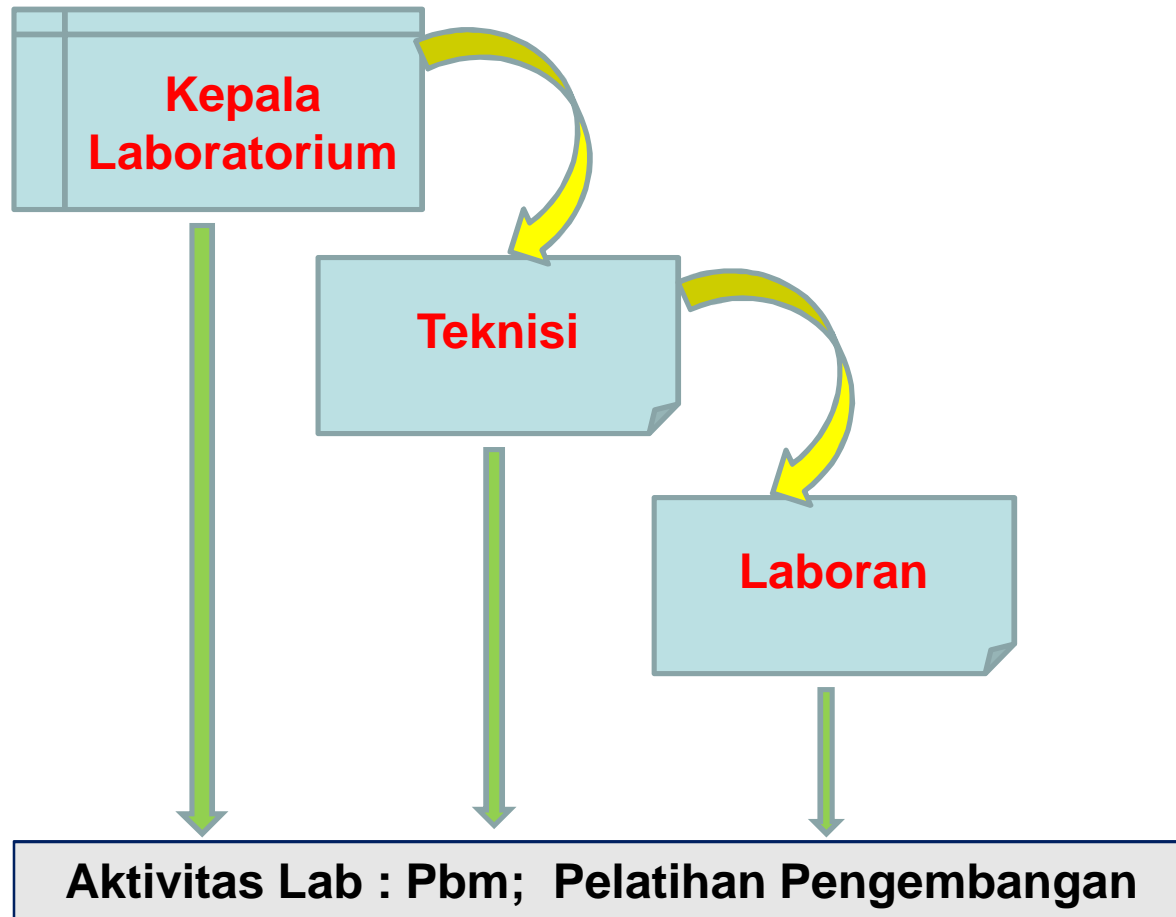 Kepala
Laboratorium
Teknisi
Laboran
Aktivitas Lab : Pbm; Pelatihan Pengembangan